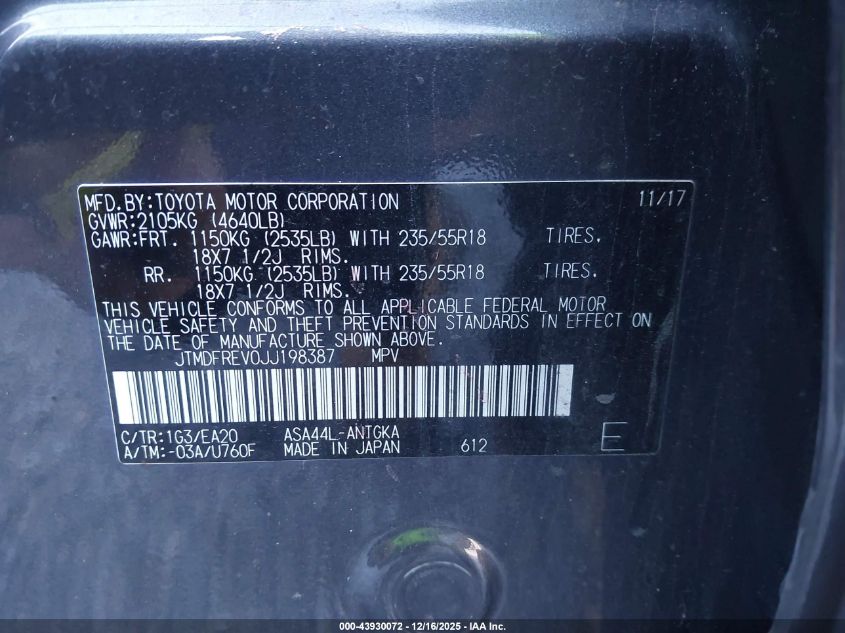 MFD.BY:TOYOTA MOTOR CORPORATION 11/17
GVWR:2105KG (4640LB)
GAWR:FRT. 1150KG (2535LB) WITH 235/55R18 TIRES.
18X7 1/2J RIMS.
RR. 1150KG (2535LB) WITH 235/55R18 TIRES.
18X7 1/2J RIMS.
THIS VEHICLE CONFORMS TO ALL APPLICABLE FEDERAL MOTOR
VEHICLE SAFETY AND THEFT PREVENTION STANDARDS IN EFFECT ON
THE DATE OF MANUFACTURE SHOWN ABOVE.
JTMDFREV0JJ198387 MPV
C/TR:1G3/EA20 ASA44L-ANTGKA
A/TM:-03A/U760F MADE IN JAPAN 612 E
000-43930072 - 12/16/2025 - IAA Inc.